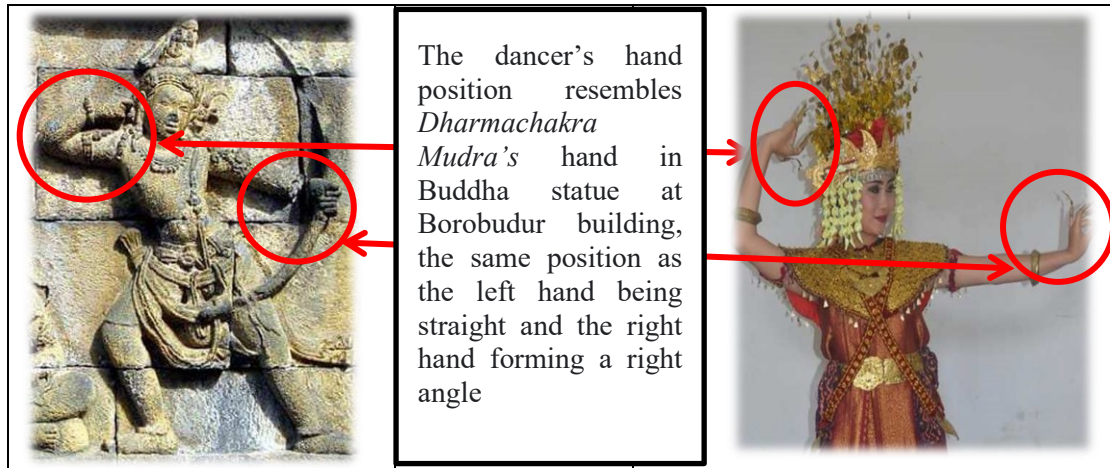 The dancer’s hand
position resembles
Dharmachakra
Mudra’s hand in
Buddha statue at
Borobudur building,
the same position as
the left hand being
straight and the right
hand forming a right
angle